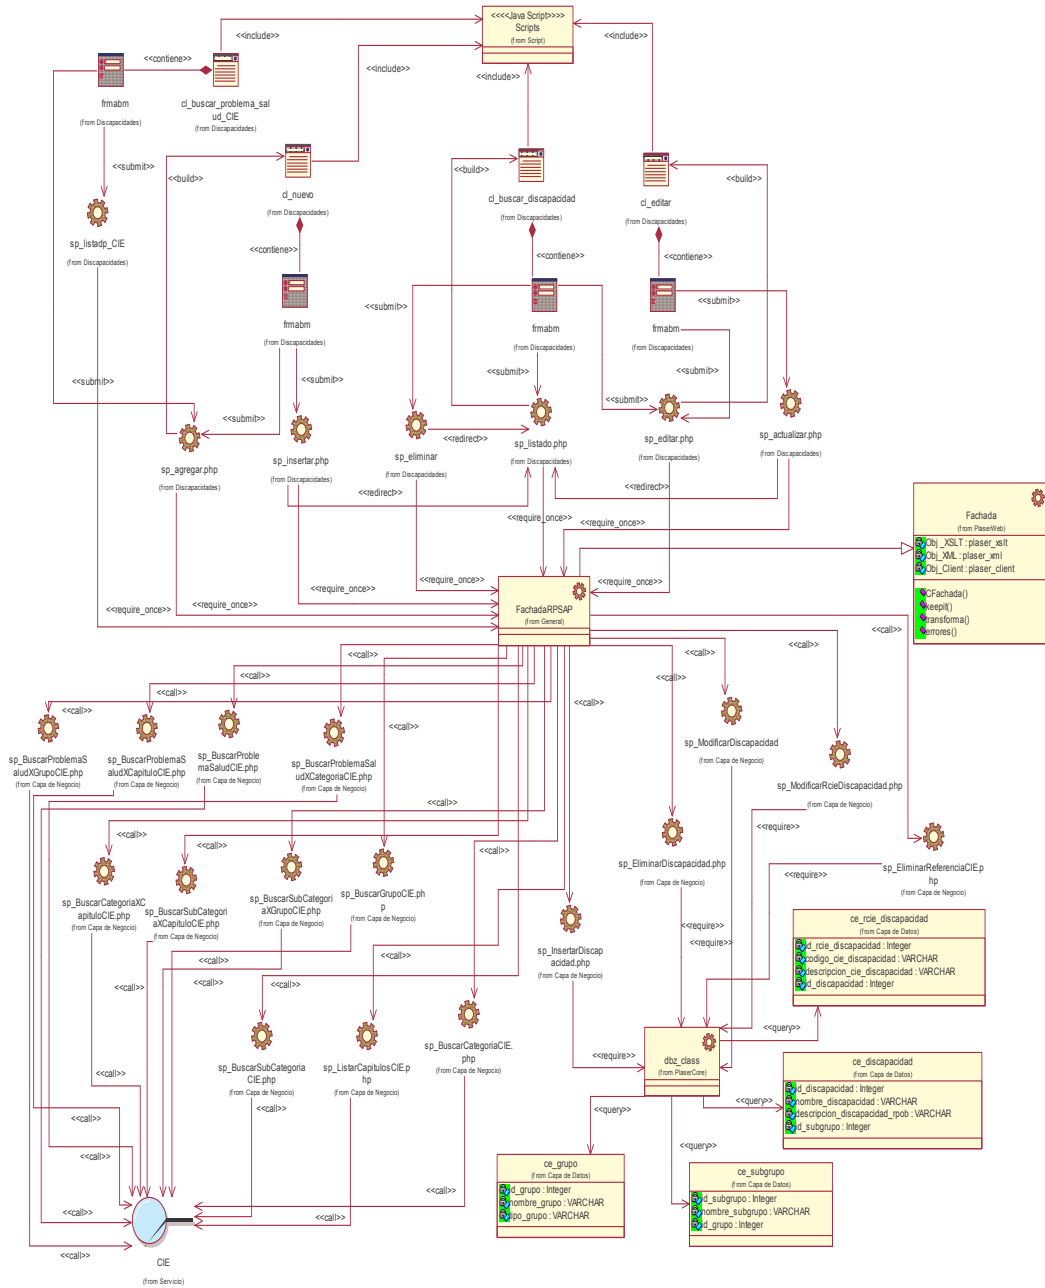 <<<<Java Script>>>>
Scripts
(from Script)
<<include>>
<<include>>
<<contiene>>
<<include>>
<<include>>
frmabm
(from Discapacidades)
cl_buscar_problema_sal
ud_CIE
(from Discapacidades)
<<submit>>
<<build>>
<<build>>
cl_nuevo
(from Discapacidades)
cl_buscar_discapacidad
(from Discapacidades)
cl_editar
(from Discapacidades)
sp_listadp_CIE
(from Discapacidades)
<<contiene>>
<<contiene>>
<<contiene>>
<<submit>>
<<submit>>
frmabm
(from Discapacidades)
frmabm
(from Discapacidades)
frmabm
(from Discapacidades)
<<submit>>
<<submit>>
<<submit>>
<<submit>>
<<submit>>
<<submit>>
<<submit>>
<<redirect>>
sp_agregar.php
(from Discapacidades)
sp_insertar.php
(from Discapacidades)
sp_eliminar
(from Discapacidades)
sp_listado.php
(from Discapacidades)
sp_editar.php
(from Discapacidades)
sp_actualizar.php
(from Discapacidades)
<<redirect>>
<<redirect>>
<<require_once>>
<<require_once>>
<<require_once>>
<<require_once>>
<<require_once>>
<<require_once>>
<<require_once>>
Fachada
(from PlaserWeb)
Obj_XSLT : plaser_xslt
Obj_XML : plaser_xml
Obj_Client : plaser_client
CFachada()
keepit()
transforma()
errores()
FachadaRPSAP
(from General)
<<call>>
<<call>>
<<call>>
<<call>>
<<call>>
<<call>>
<<call>>
<<call>>
<<call>>
<<call>>
sp_BuscarProblemaS
aludXGrupoCIE.php
(from Capa de Negocio)
sp_BuscarProblemaS
aludXCapituloCIE.php
(from Capa de Negocio)
sp_BuscarProble
maSaludCIE.php
(from Capa de Negocio)
sp_BuscarProblemaSal
udXCategoriaCIE.php
(from Capa de Negocio)
sp_ModificarDiscapacidad
(from Capa de Negocio)
sp_ModificarRcieDiscapacidad.php
(from Capa de Negocio)
<<call>>
<<call>>
<<call>>
<<call>>
<<call>>
<<call>>
<<require>>
<<require>>
sp_BuscarCategoriaXC
apituloCIE.php
(from Capa de Negocio)
sp_BuscarSubCategori
aXCapituloCIE.php
(from Capa de Negocio)
sp_BuscarSubCategori
aXGrupoCIE.php
(from Capa de Negocio)
sp_BuscarGrupoCIE.ph
p
(from Capa de Negocio)
sp_EliminarDiscapacidad.php
(from Capa de Negocio)
sp_EliminarReferenciaCIE.p
hp
(from Capa de Negocio)
sp_InsertarDiscap
acidad.php
(from Capa de Negocio)
<<require>>
<<require>>
ce_rcie_discapacidad
(from Capa de Datos)
id_rcie_discapacidad : Integer
codigo_cie_discapacidad : VARCHAR
descripcion_cie_discapacidad : VARCHAR
id_discapacidad : Integer
<<call>>
<<call>>
<<call>>
<<call>>
<<call>>
<<call>>
<<call>>
sp_BuscarSubCategoria
CIE.php
(from Capa de Negocio)
sp_ListarCapitulosCIE.p
hp
(from Capa de Negocio)
sp_BuscarCategoriaCIE.
php
(from Capa de Negocio)
<<require>>
dbz_class
(from PlaserCore)
<<query>>
ce_discapacidad
(from Capa de Datos)
id_discapacidad : Integer
nombre_discapacidad : VARCHAR
descripcion_discapacidad_rpob : VARCHAR
id_subgrupo : Integer
<<call>>
<<call>>
<<call>>
<<call>>
<<query>>
<<query>>
<<query>>
ce_grupo
(from Capa de Datos)
id_grupo : Integer
nombre_grupo : VARCHAR
tipo_grupo : VARCHAR
ce_subgrupo
(from Capa de Datos)
id_subgrupo : Integer
nombre_subgrupo : VARCHAR
id_grupo : Integer
<<call>>
<<call>>
<<call>>
<<call>>
<<call>>
CIE
(from Servicio)